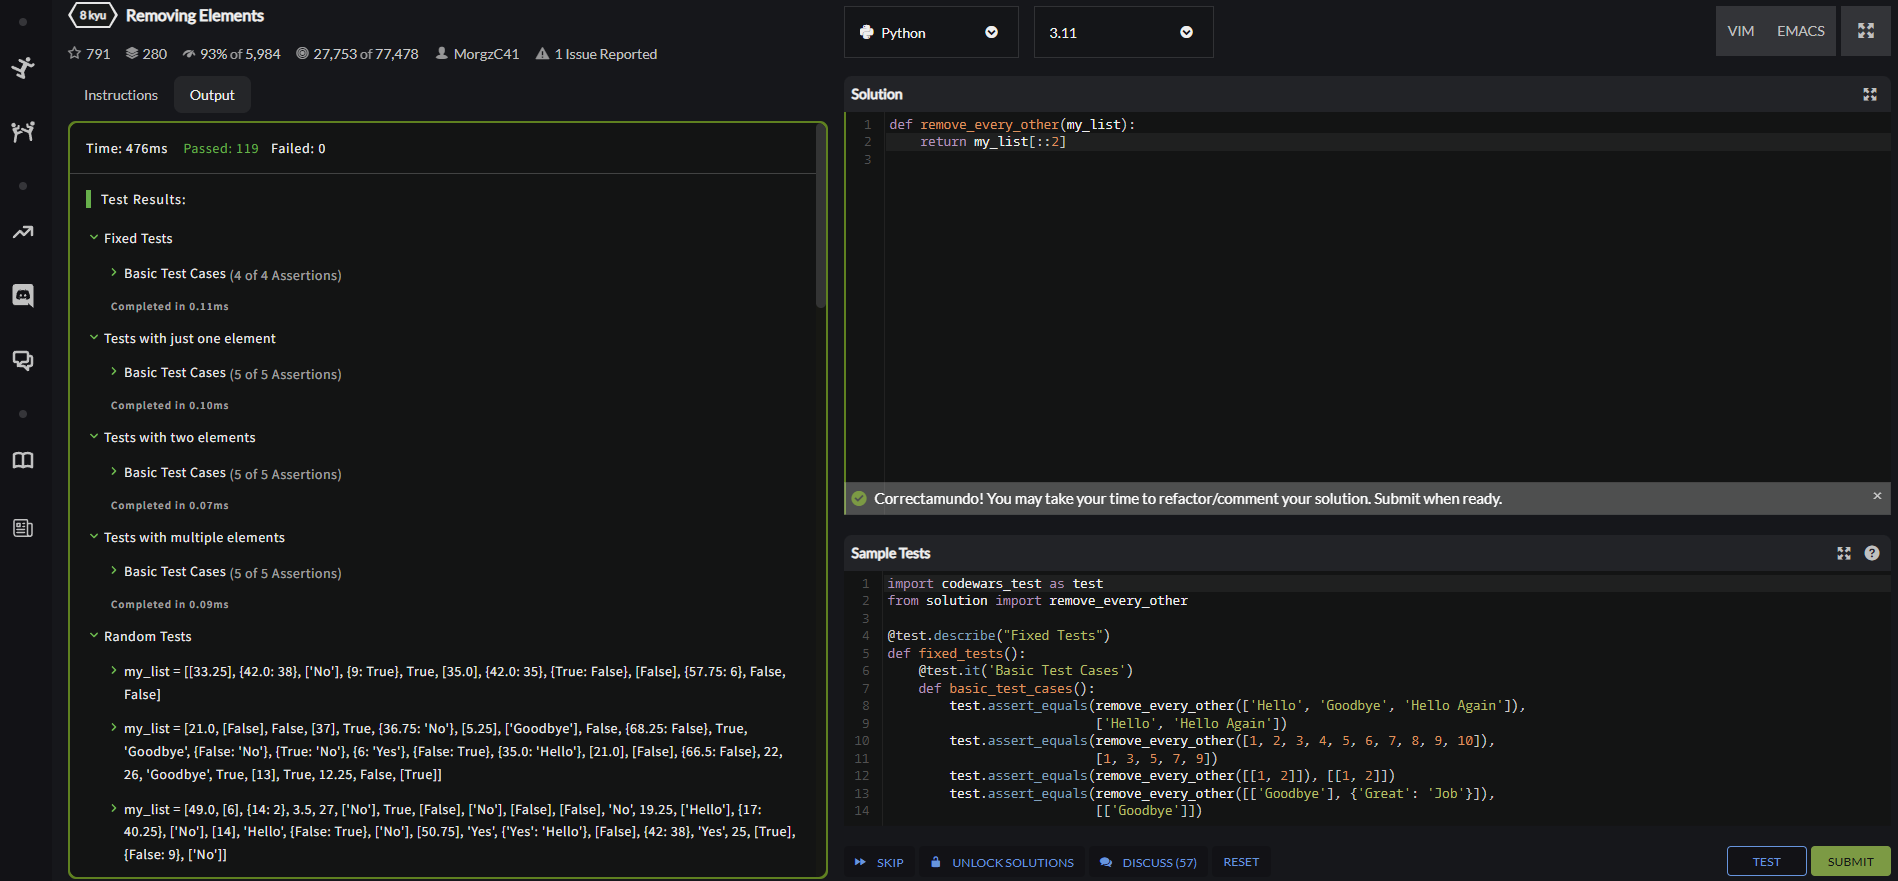 8 kyu Removing Elements
791 280 93% of 5,984 27,753 of 77,478 MorgzC41 1 Issue Reported
Instructions Output
Time: 476ms Passed: 119 Failed: 0
Test Results:
Fixed Tests
Basic Test Cases (4 of 4 Assertions)
Completed in 0.11ms
Tests with just one element
Basic Test Cases (5 of 5 Assertions)
Completed in 0.10ms
Tests with two elements
Basic Test Cases (5 of 5 Assertions)
Completed in 0.07ms
Tests with multiple elements
Basic Test Cases (5 of 5 Assertions)
Completed in 0.09ms
Random Tests
my_list = [[33.25], {42.0: 38}, ['No'], {9: True}, True, [35.0], {42.0: 35}, {True: False}, [False], {57.75: 6}, False,
False]
my_list = [21.0, [False], False, [37], True, {36.75: 'No'}, [5.25], ['Goodbye'], False, {68.25: False}, True,
'Goodbye', {False: 'No'}, {True: 'No'}, {6: 'Yes'}, {False: True}, {35.0: 'Hello'}, [21.0], [False], {66.5: False}, 22,
26, 'Goodbye', True, [13], True, 12.25, False, [True]]
my_list = [49.0, [6], {14: 2}, 3.5, 27, ['No'], True, [False], ['No'], [False], [False], 'No', 19.25, ['Hello'], {17:
40.25}, ['No'], [14], 'Hello', {False: True}, ['No'], [50.75], 'Yes', {'Yes': 'Hello'}, [False], {42: 38}, 'Yes', 25, [True],
{False: 9}, ['No']]
Python 3.11 VIM EMACS
Solution
1 def remove_every_other(my_list):
2 return my_list[::2]
3
Correctamundo! You may take your time to refactor/comment your solution. Submit when ready.
Sample Tests
1 import codewars_test as test
2 from solution import remove_every_other
3
4 @test.describe("Fixed Tests")
5 def fixed_tests():
6 @test.it('Basic Test Cases')
7 def basic_test_cases():
8 test.assert_equals(remove_every_other(['Hello', 'Goodbye', 'Hello Again']),
9 ['Hello', 'Hello Again'])
10 test.assert_equals(remove_every_other([1, 2, 3, 4, 5, 6, 7, 8, 9, 10]),
11 [1, 3, 5, 7, 9])
12 test.assert_equals(remove_every_other([[1, 2]]), [[1, 2]])
13 test.assert_equals(remove_every_other([['Goodbye'], {'Great': 'Job'}]),
14 [['Goodbye']])
SKIP UNLOCK SOLUTIONS DISCUSS (57) RESET TEST SUBMIT